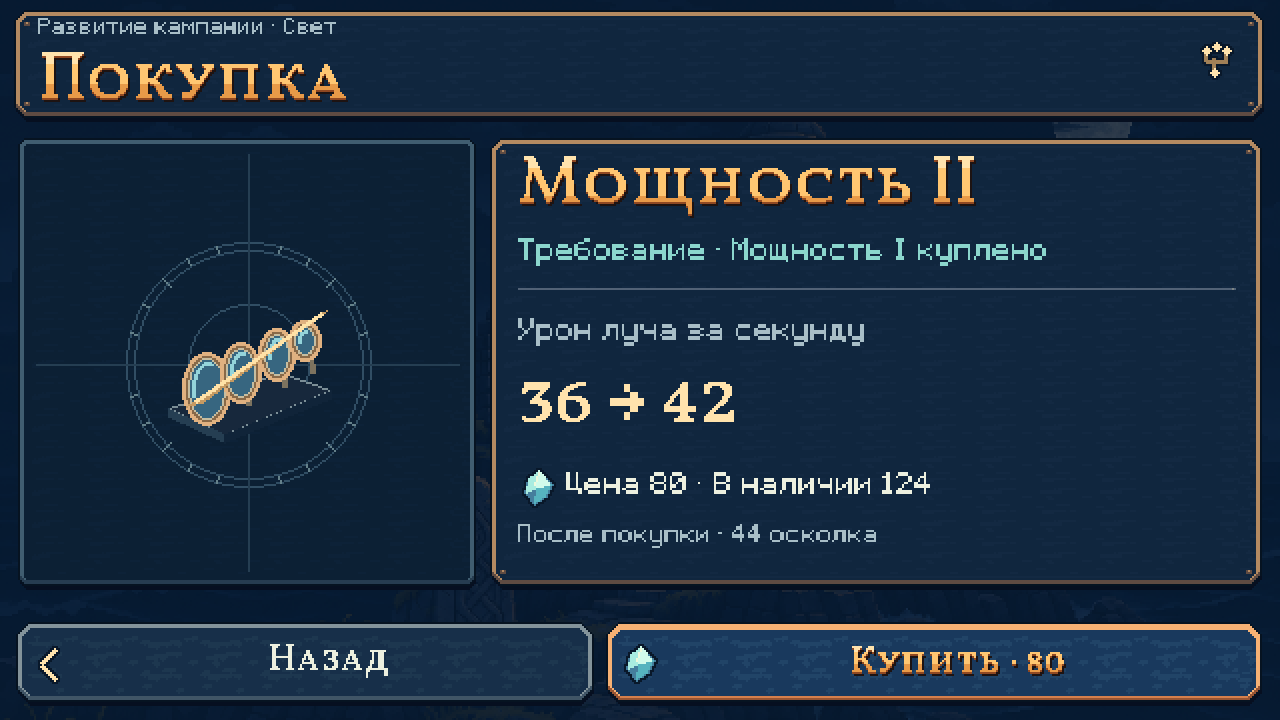 Развитие кампании · Свет
Покупка
Мощность II
Требование · Мощность I куплено
Урон луча за секунду
36 → 42
Цена 80 · В наличии 124
После покупки · 44 осколка
Назад
Купить · 80